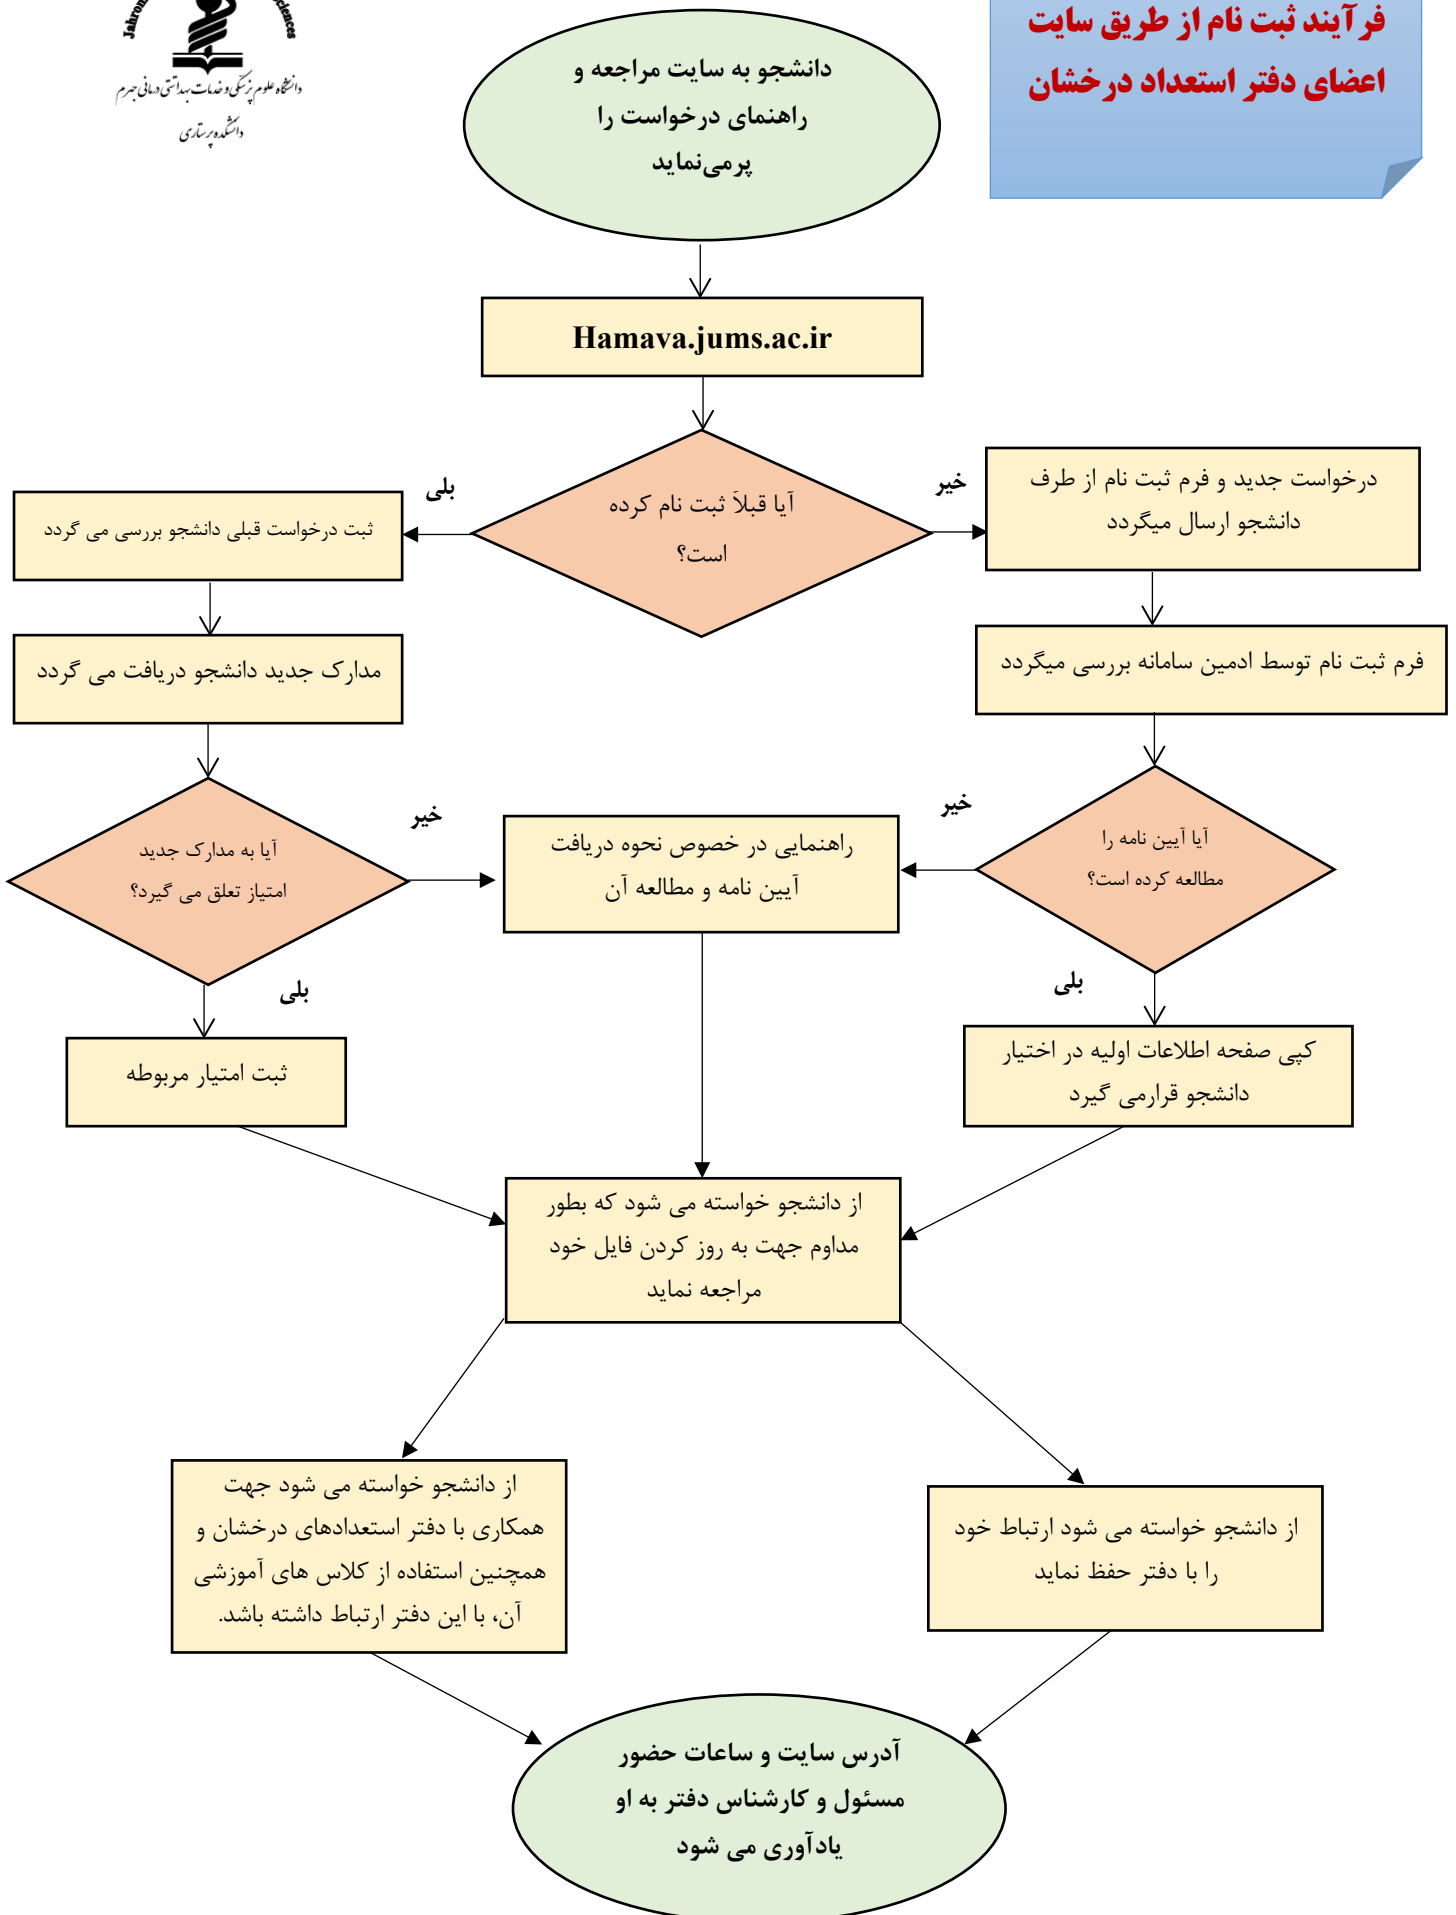 فرآیند ثبت نام از طریق سایت
اعضای دفتر استعداد درخشان
Jahrom
ciences
دانشگاه علوم پزشکی و خدمات بهداشتی درمانی جهرم
دانشکده پرستاری
دانشجو به سایت مراجعه و
راهنمای درخواست را
پرمی‌نماید
Hamava.jums.ac.ir
آیا قبلاَ ثبت نام کرده
است؟
خیر
بلی
درخواست جدید و فرم ثبت نام از طرف
دانشجو ارسال میگردد
ثبت درخواست قبلی دانشجو بررسی می گردد
فرم ثبت نام توسط ادمین سامانه بررسی میگردد
مدارک جدید دانشجو دریافت می گردد
آیا آیین نامه را
مطالعه کرده است؟
خیر
بلی
راهنمایی در خصوص نحوه دریافت
آیین نامه و مطالعه آن
آیا به مدارک جدید
امتیاز تعلق می گیرد؟
خیر
بلی
کپی صفحه اطلاعات اولیه در اختیار
دانشجو قرارمی گیرد
ثبت امتیار مربوطه
از دانشجو خواسته می شود که بطور
مداوم جهت به روز کردن فایل خود
مراجعه نماید
از دانشجو خواسته می شود ارتباط خود
را با دفتر حفظ نماید
از دانشجو خواسته می شود جهت
همکاری با دفتر استعدادهای درخشان و
همچنین استفاده از کلاس های آموزشی
آن، با این دفتر ارتباط داشته باشد.
آدرس سایت و ساعات حضور
مسئول و کارشناس دفتر به او
یادآوری می شود